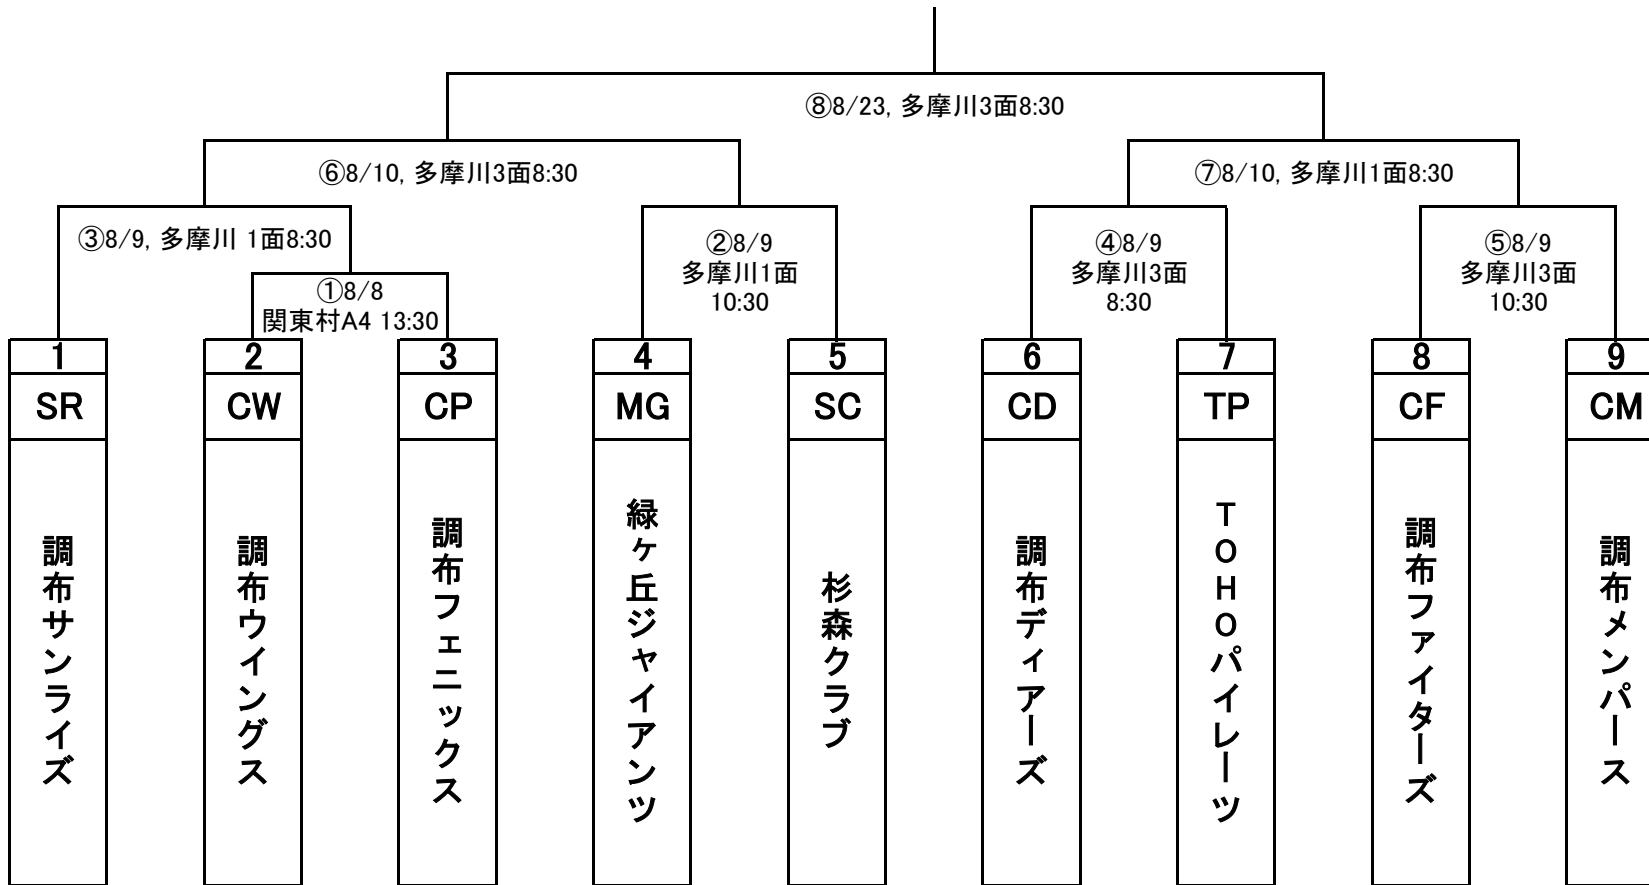 ⑧8/23, 多摩川3面8:30
⑥8/10, 多摩川3面8:30
⑦8/10, 多摩川1面8:30
③8/9, 多摩川 1面8:30
②8/9
多摩川1面
10:30
④8/9
多摩川3面
8:30
⑤8/9
多摩川3面
10:30
①8/8
関東村A4 13:30
1
2
3
4
5
6
7
8
9
SR
CW
CP
MG
SC
CD
TP
CF
CM
調布サンライズ
調布ウイングス
調布フェニックス
緑ヶ丘ジャイアンツ
杉森クラブ
調布ディアーズ
TOHOパイレーツ
調布ファイターズ
調布メンパース